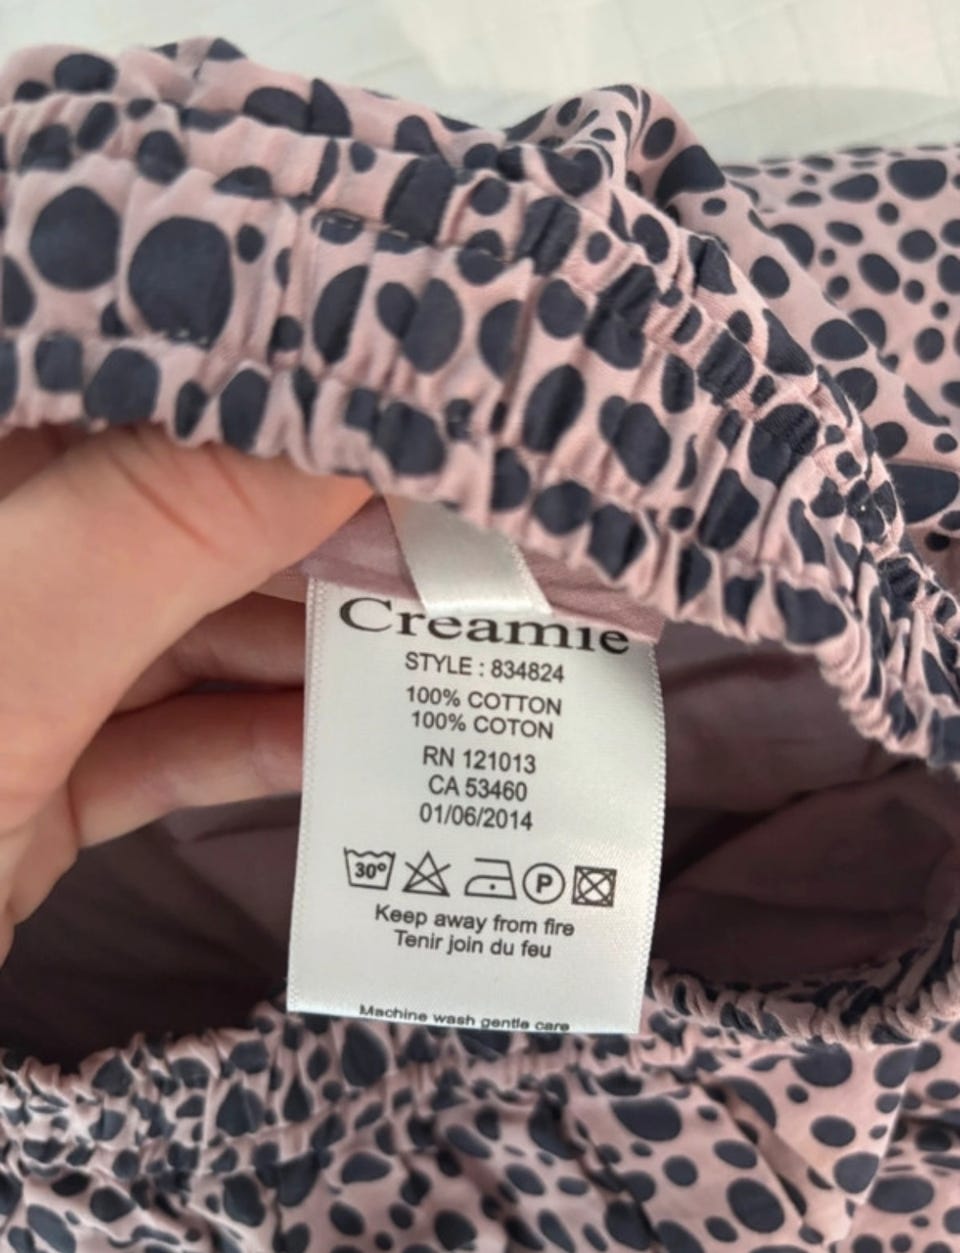 Creamie
STYLE : 834824
100% COTTON
100% COTON
RN 121013
CA 53460
01/06/2014
30°
P
Keep away from fire
Tenir join du feu
Machine wash gentle care